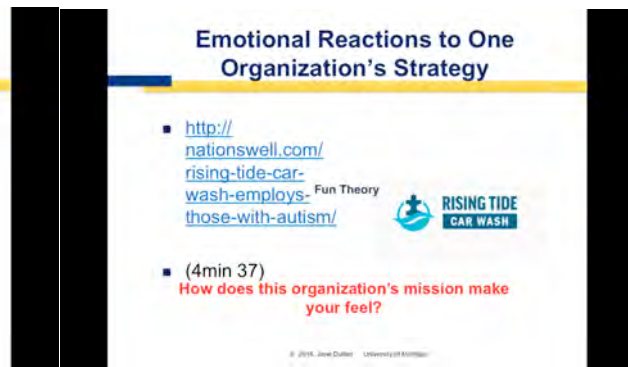 Emotional Reactions to One
Organization's Strategy
http://
nationswell.com/
rising-tide-car-
wash-employs-
those-with-autism/
Fun Theory
RISING TIDE
CAR WASH
(4min 37)
How does this organization's mission make
your feel?
Jane Dutton University of Michigan